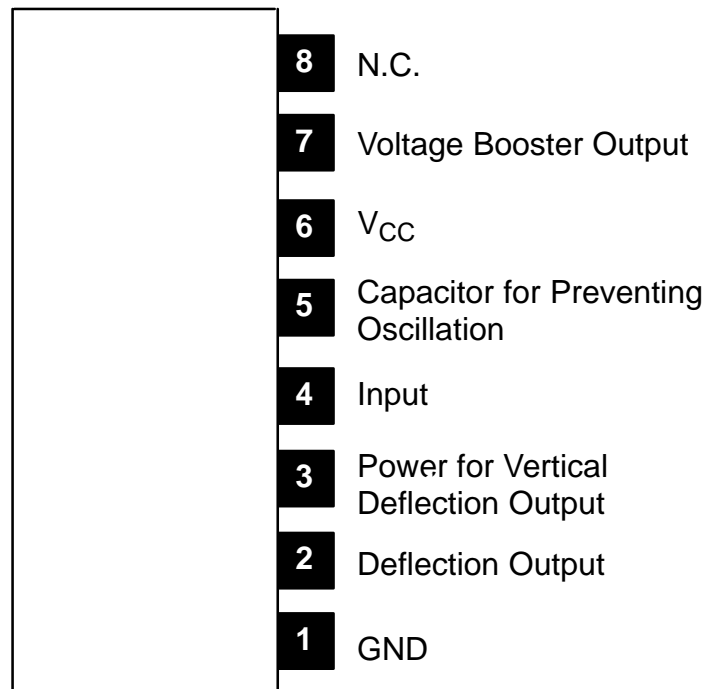 8 N.C.
7 Voltage Booster Output
6 VCC
5 Capacitor for Preventing
Oscillation
4 Input
3 Power for Vertical
Deflection Output
2 Deflection Output
1 GND